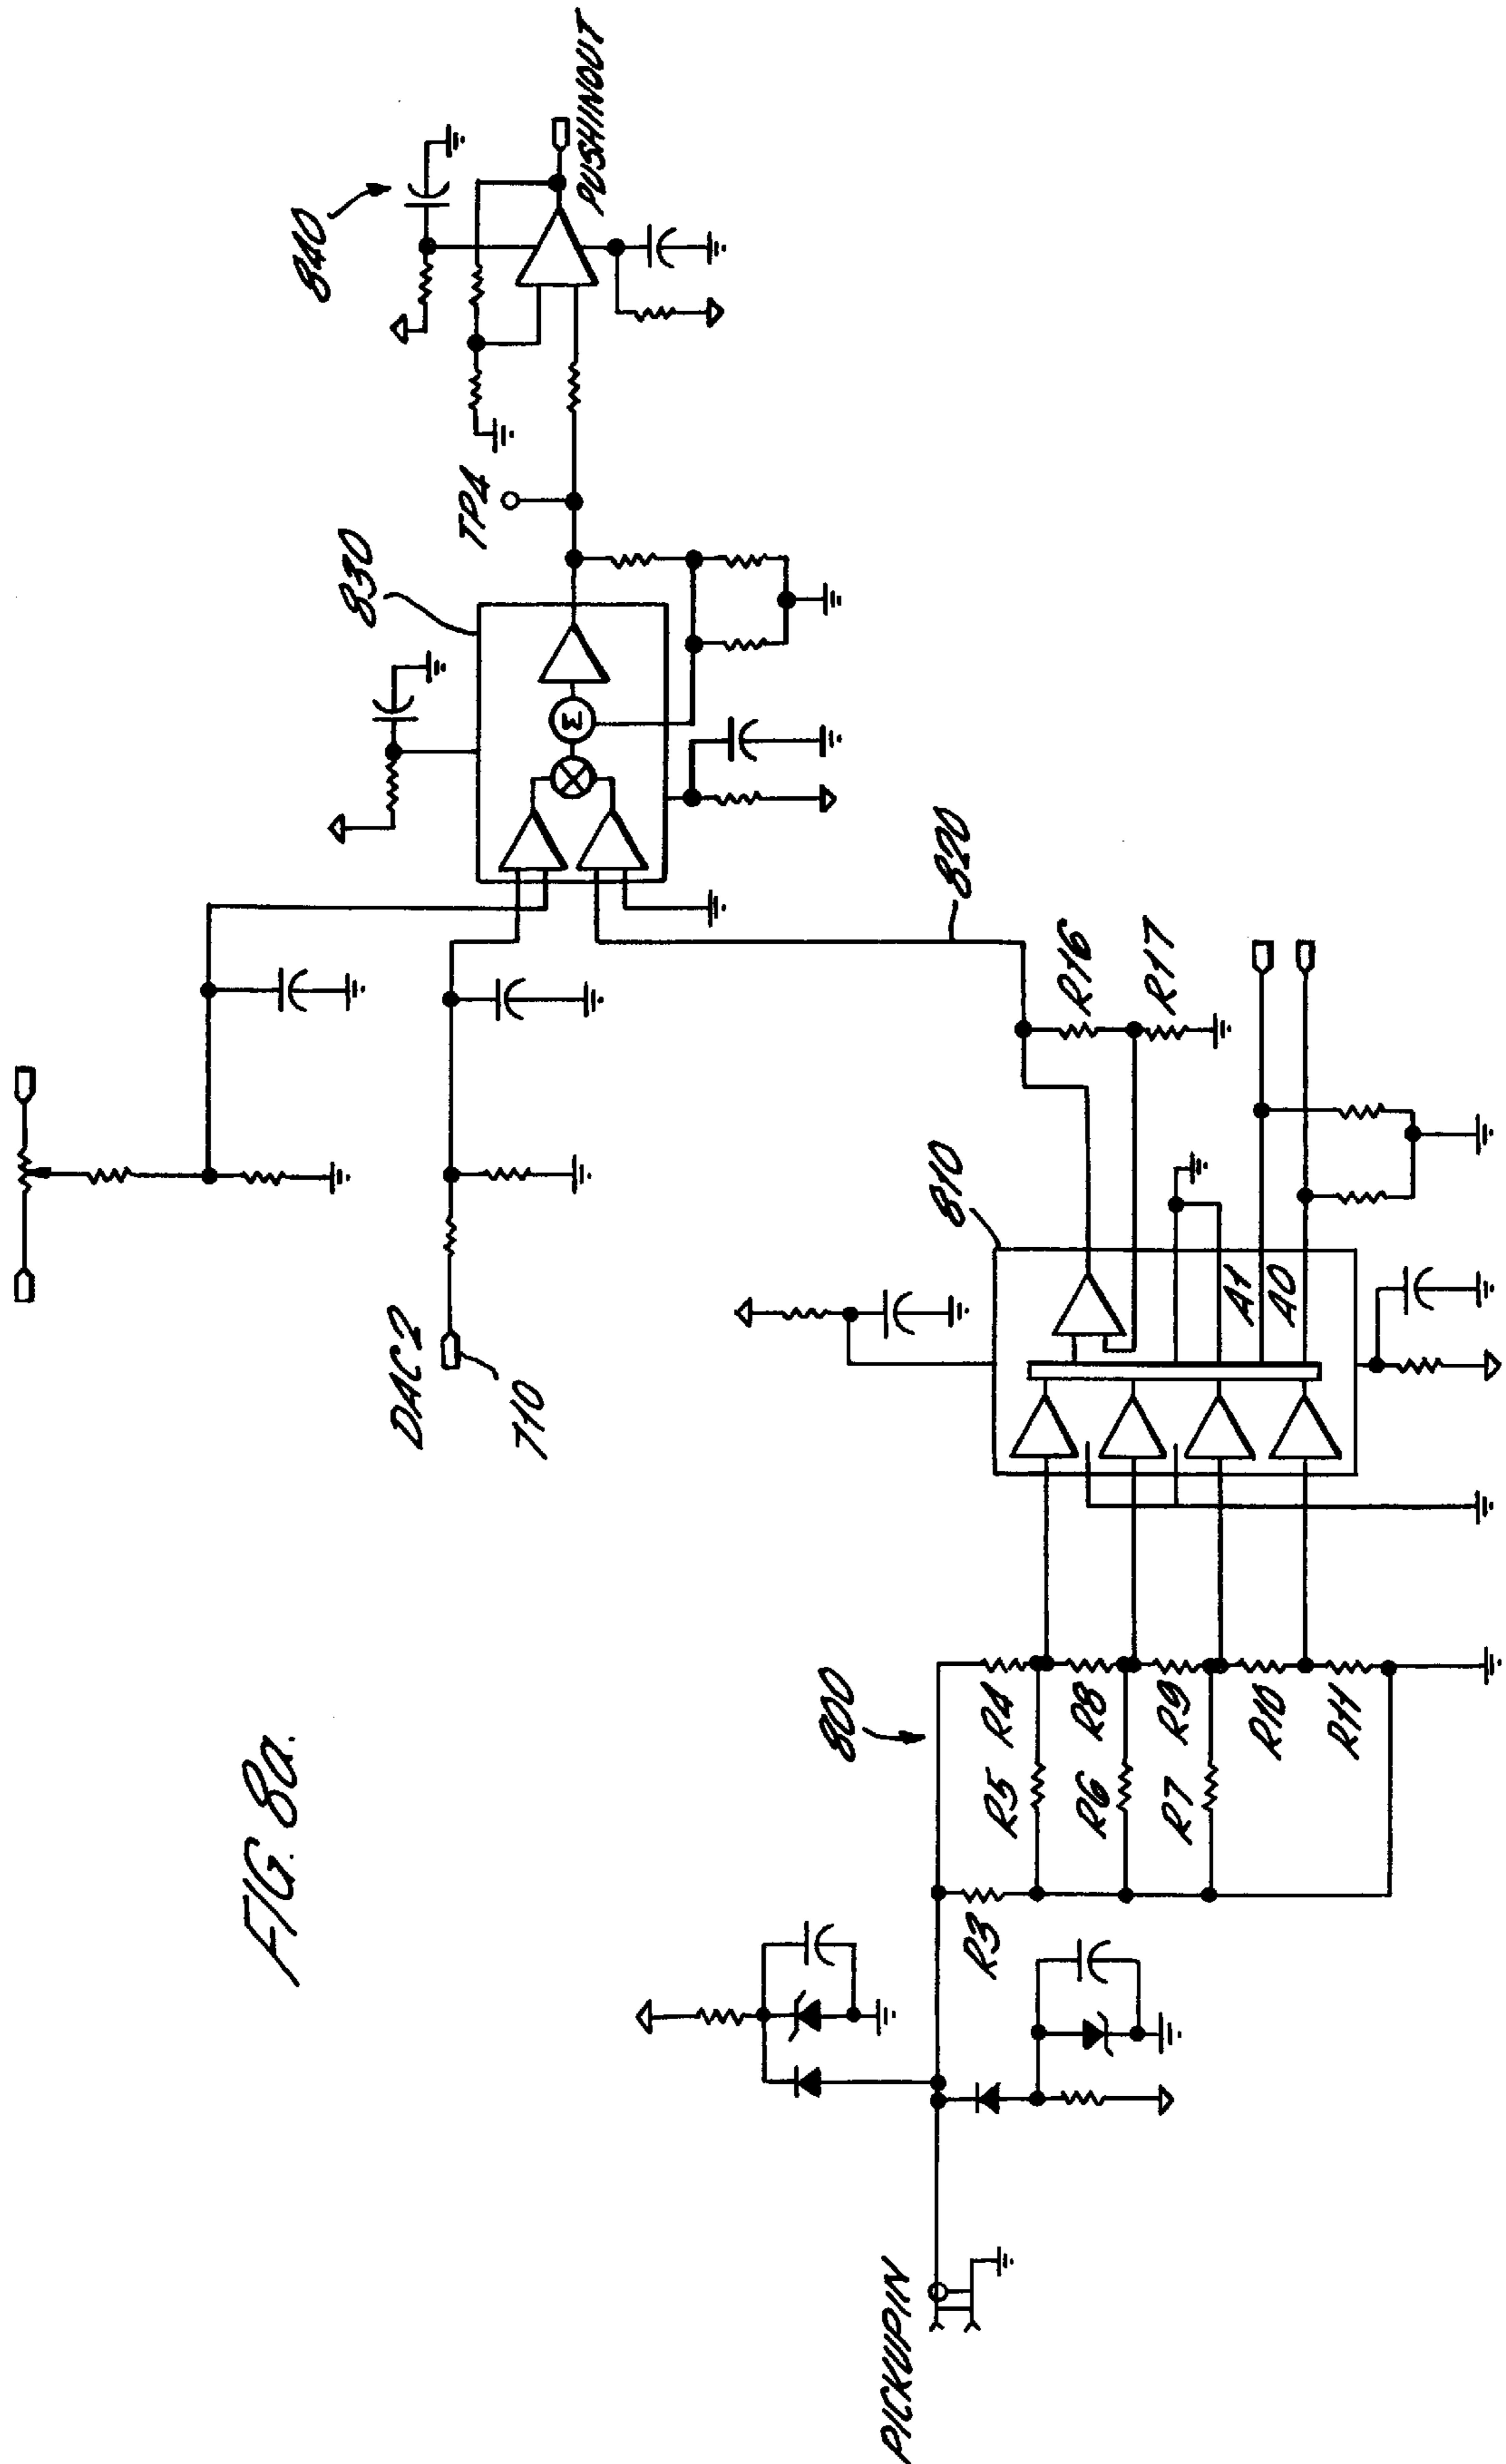 FIG. 8a.
PICKUPIN
800
R3
R4
R5
R8
R6
R9
R7
R10
R11
810
A1
A0
R16
R17
820
DAC2
710
830
Σ
TP4
840
PUSHINOUT